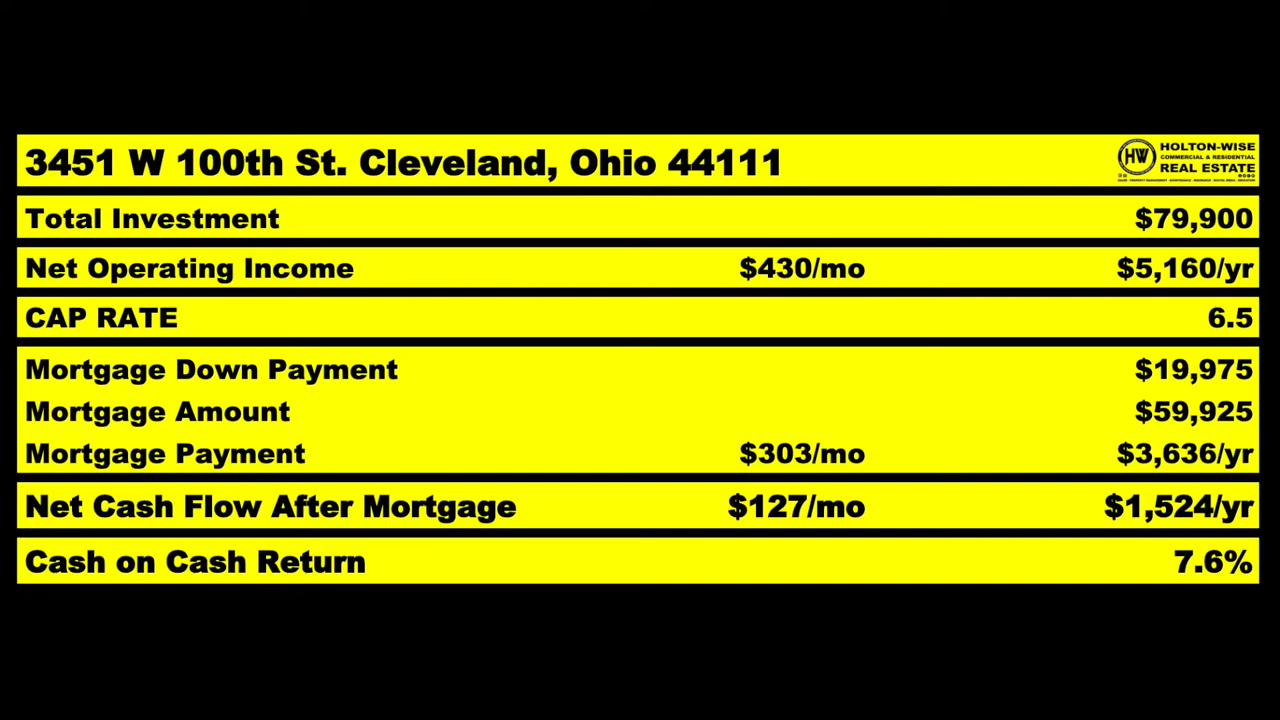 3451 W 100th St. Cleveland, Ohio 44111
HW
HOLTON-WISE
COMMERCIAL & RESIDENTIAL
REAL ESTATE
Total Investment $79,900
Net Operating Income $430/mo $5,160/yr
CAP RATE 6.5
Mortgage Down Payment $19,975
Mortgage Amount $59,925
Mortgage Payment $303/mo $3,636/yr
Net Cash Flow After Mortgage $127/mo $1,524/yr
Cash on Cash Return 7.6%